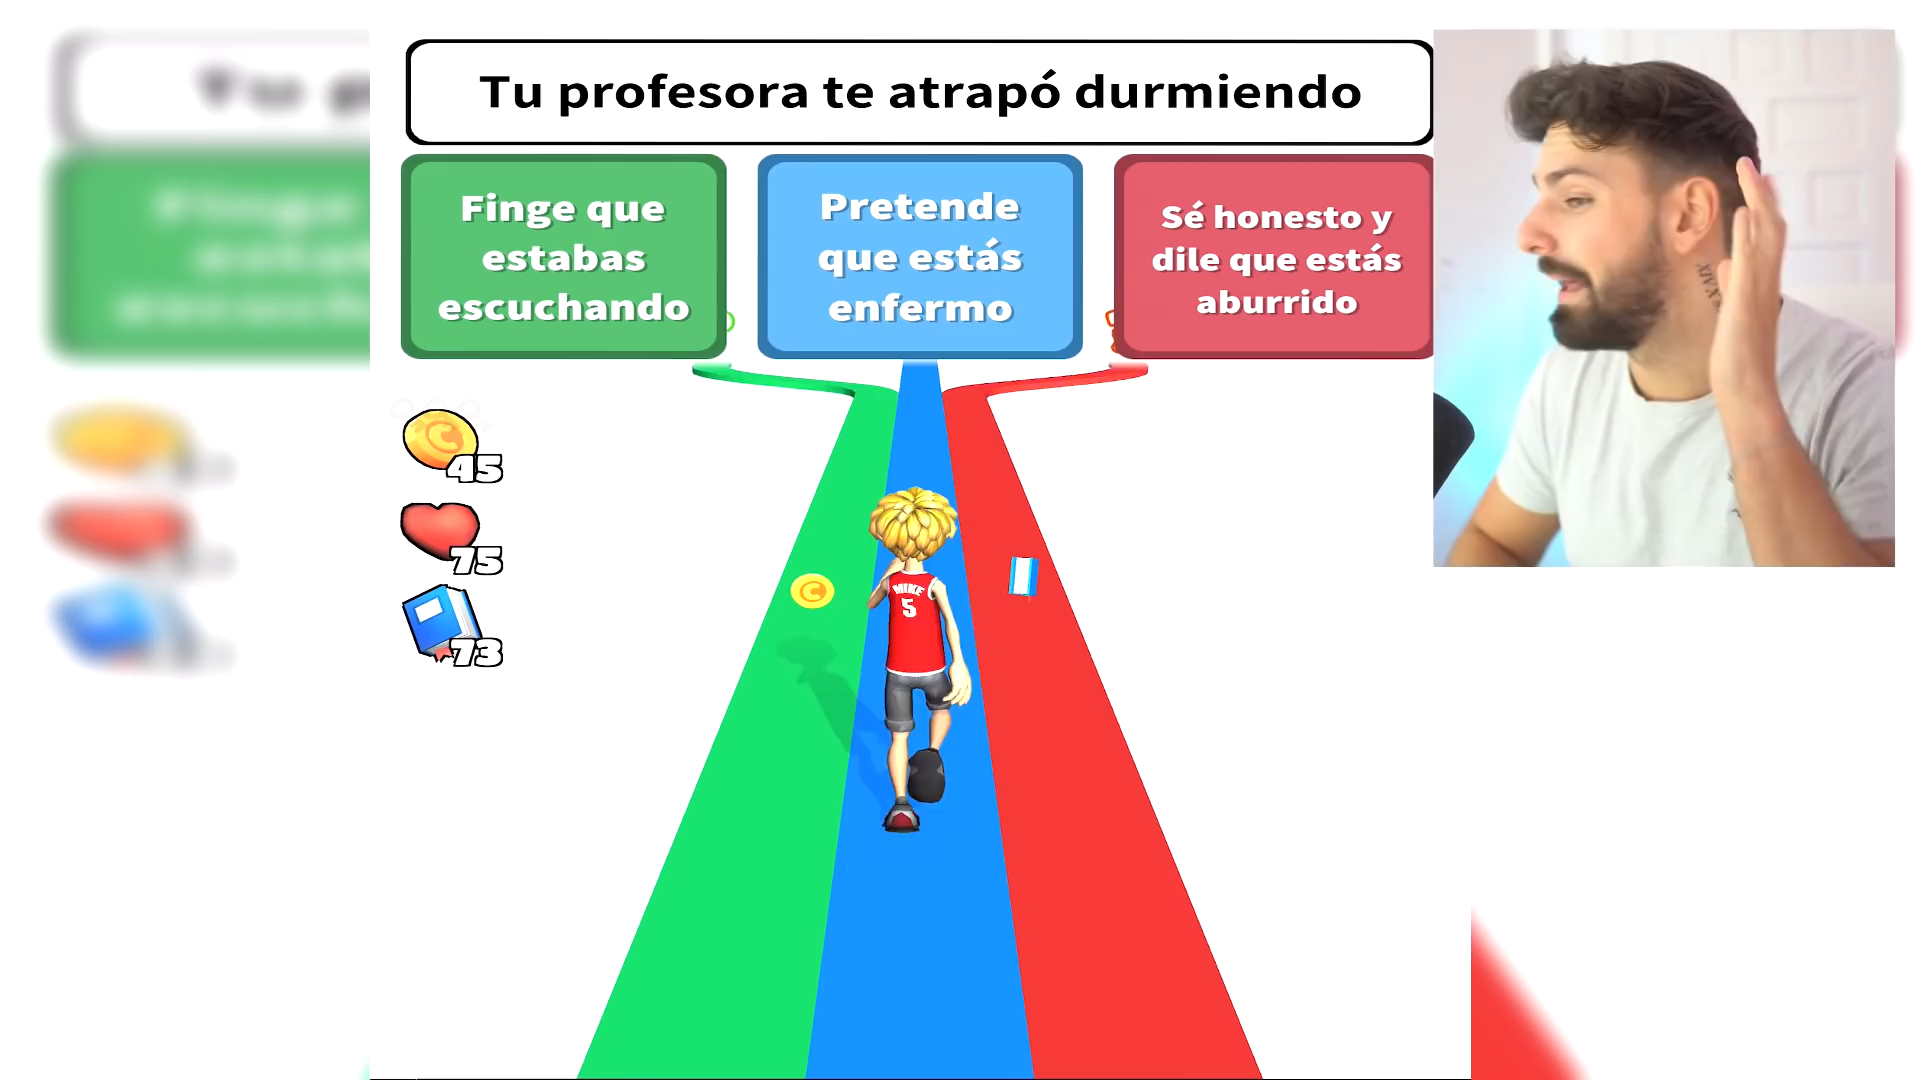 Tu profesora te atrapó durmiendo
Finge que
estabas
escuchando
Pretende
que estás
enfermo
Sé honesto y
dile que estás
aburrido
45
75
73
MIKE
5